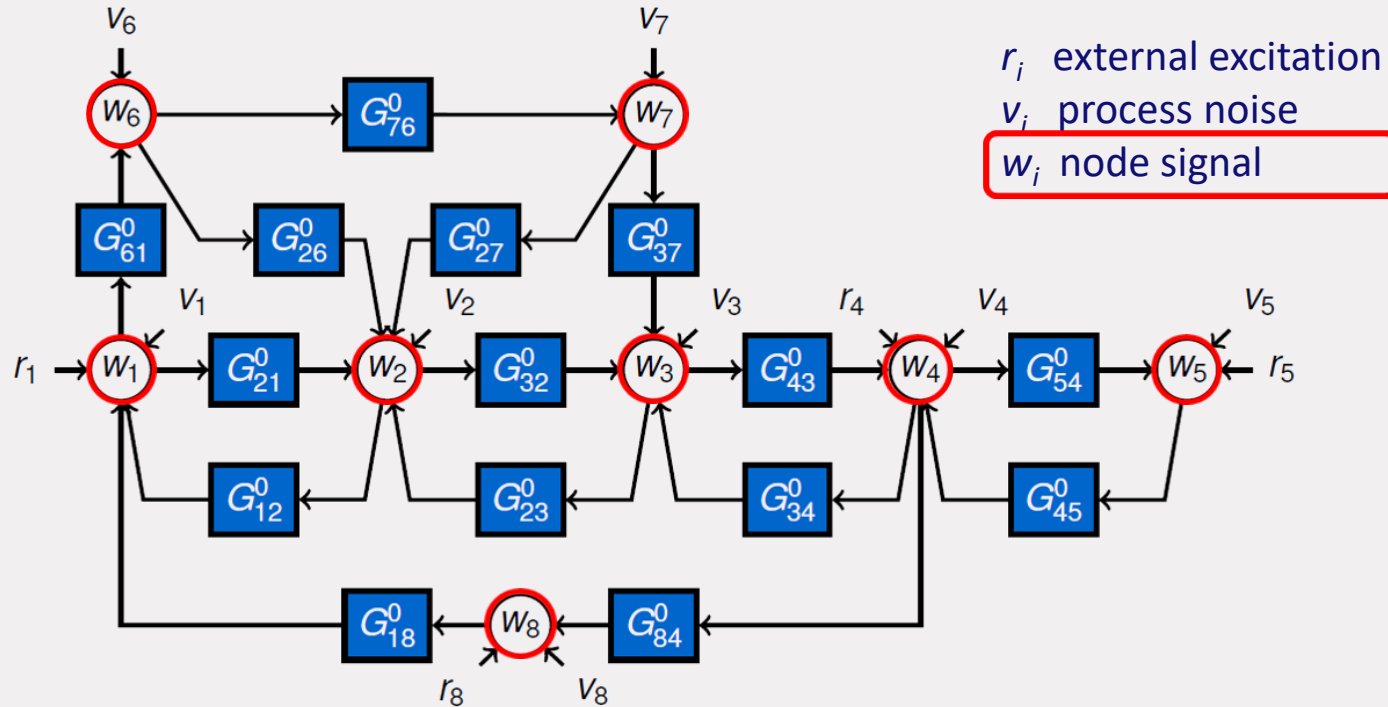 v₆ v₇
rᵢ external excitation
vᵢ process noise
wᵢ node signal
w₆ G⁰₇₆ w₇
G⁰₆₁ G⁰₂₆ G⁰₂₇ G⁰₃₇
v₁ v₂ v₃ r₄ v₄ v₅
r₁ w₁ G⁰₂₁ w₂ G⁰₃₂ w₃ G⁰₄₃ w₄ G⁰₅₄ w₅ r₅
G⁰₁₂ G⁰₂₃ G⁰₃₄ G⁰₄₅
G⁰₁₈ w₈ G⁰₈₄
r₈ v₈